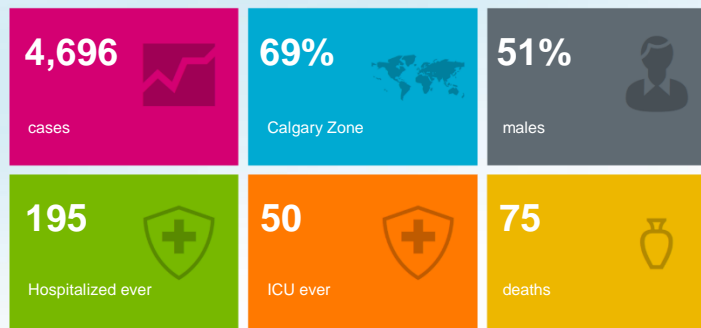 4,696
cases
69%
Calgary Zone
51%
males
195
Hospitalized ever
50
ICU ever
75
deaths